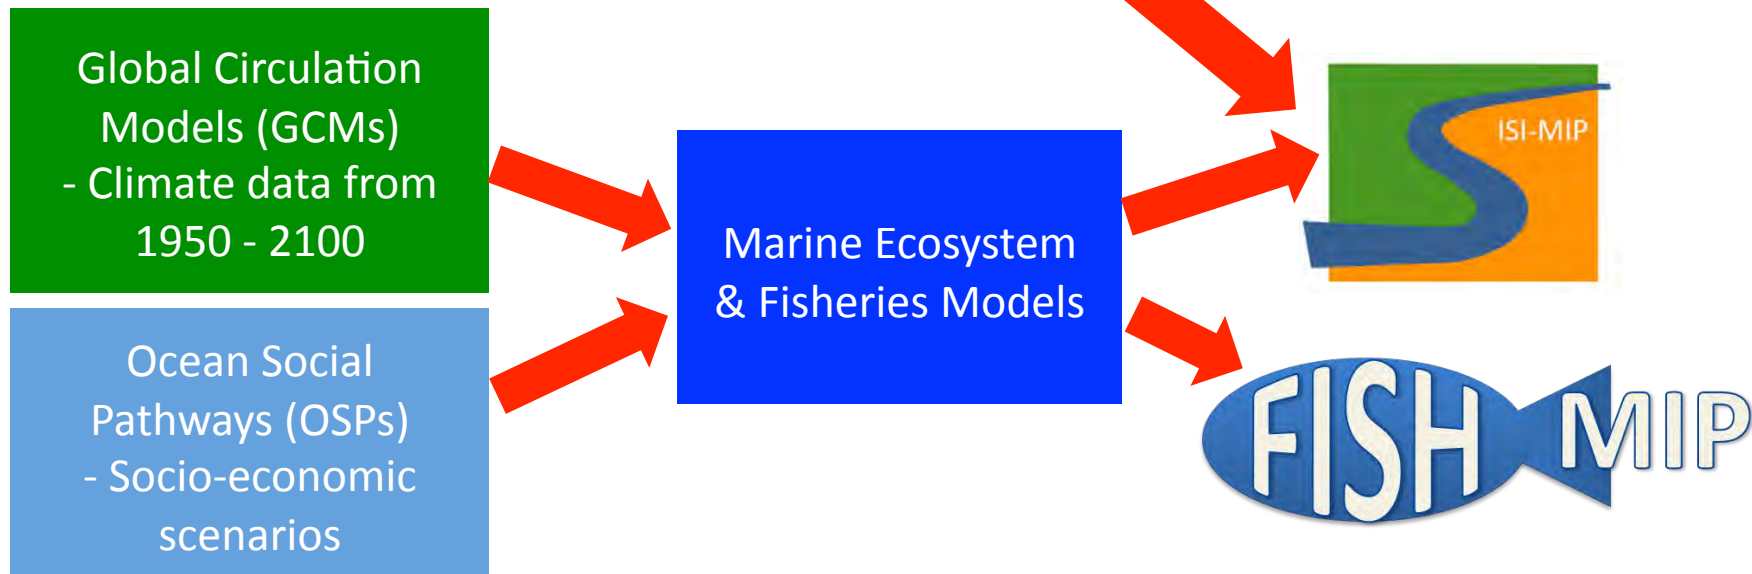 Global Circulation
Models (GCMs)
- Climate data from
1950 - 2100
Ocean Social
Pathways (OSPs)
- Socio-economic
scenarios
Marine Ecosystem
& Fisheries Models
ISI-MIP
FISH MIP